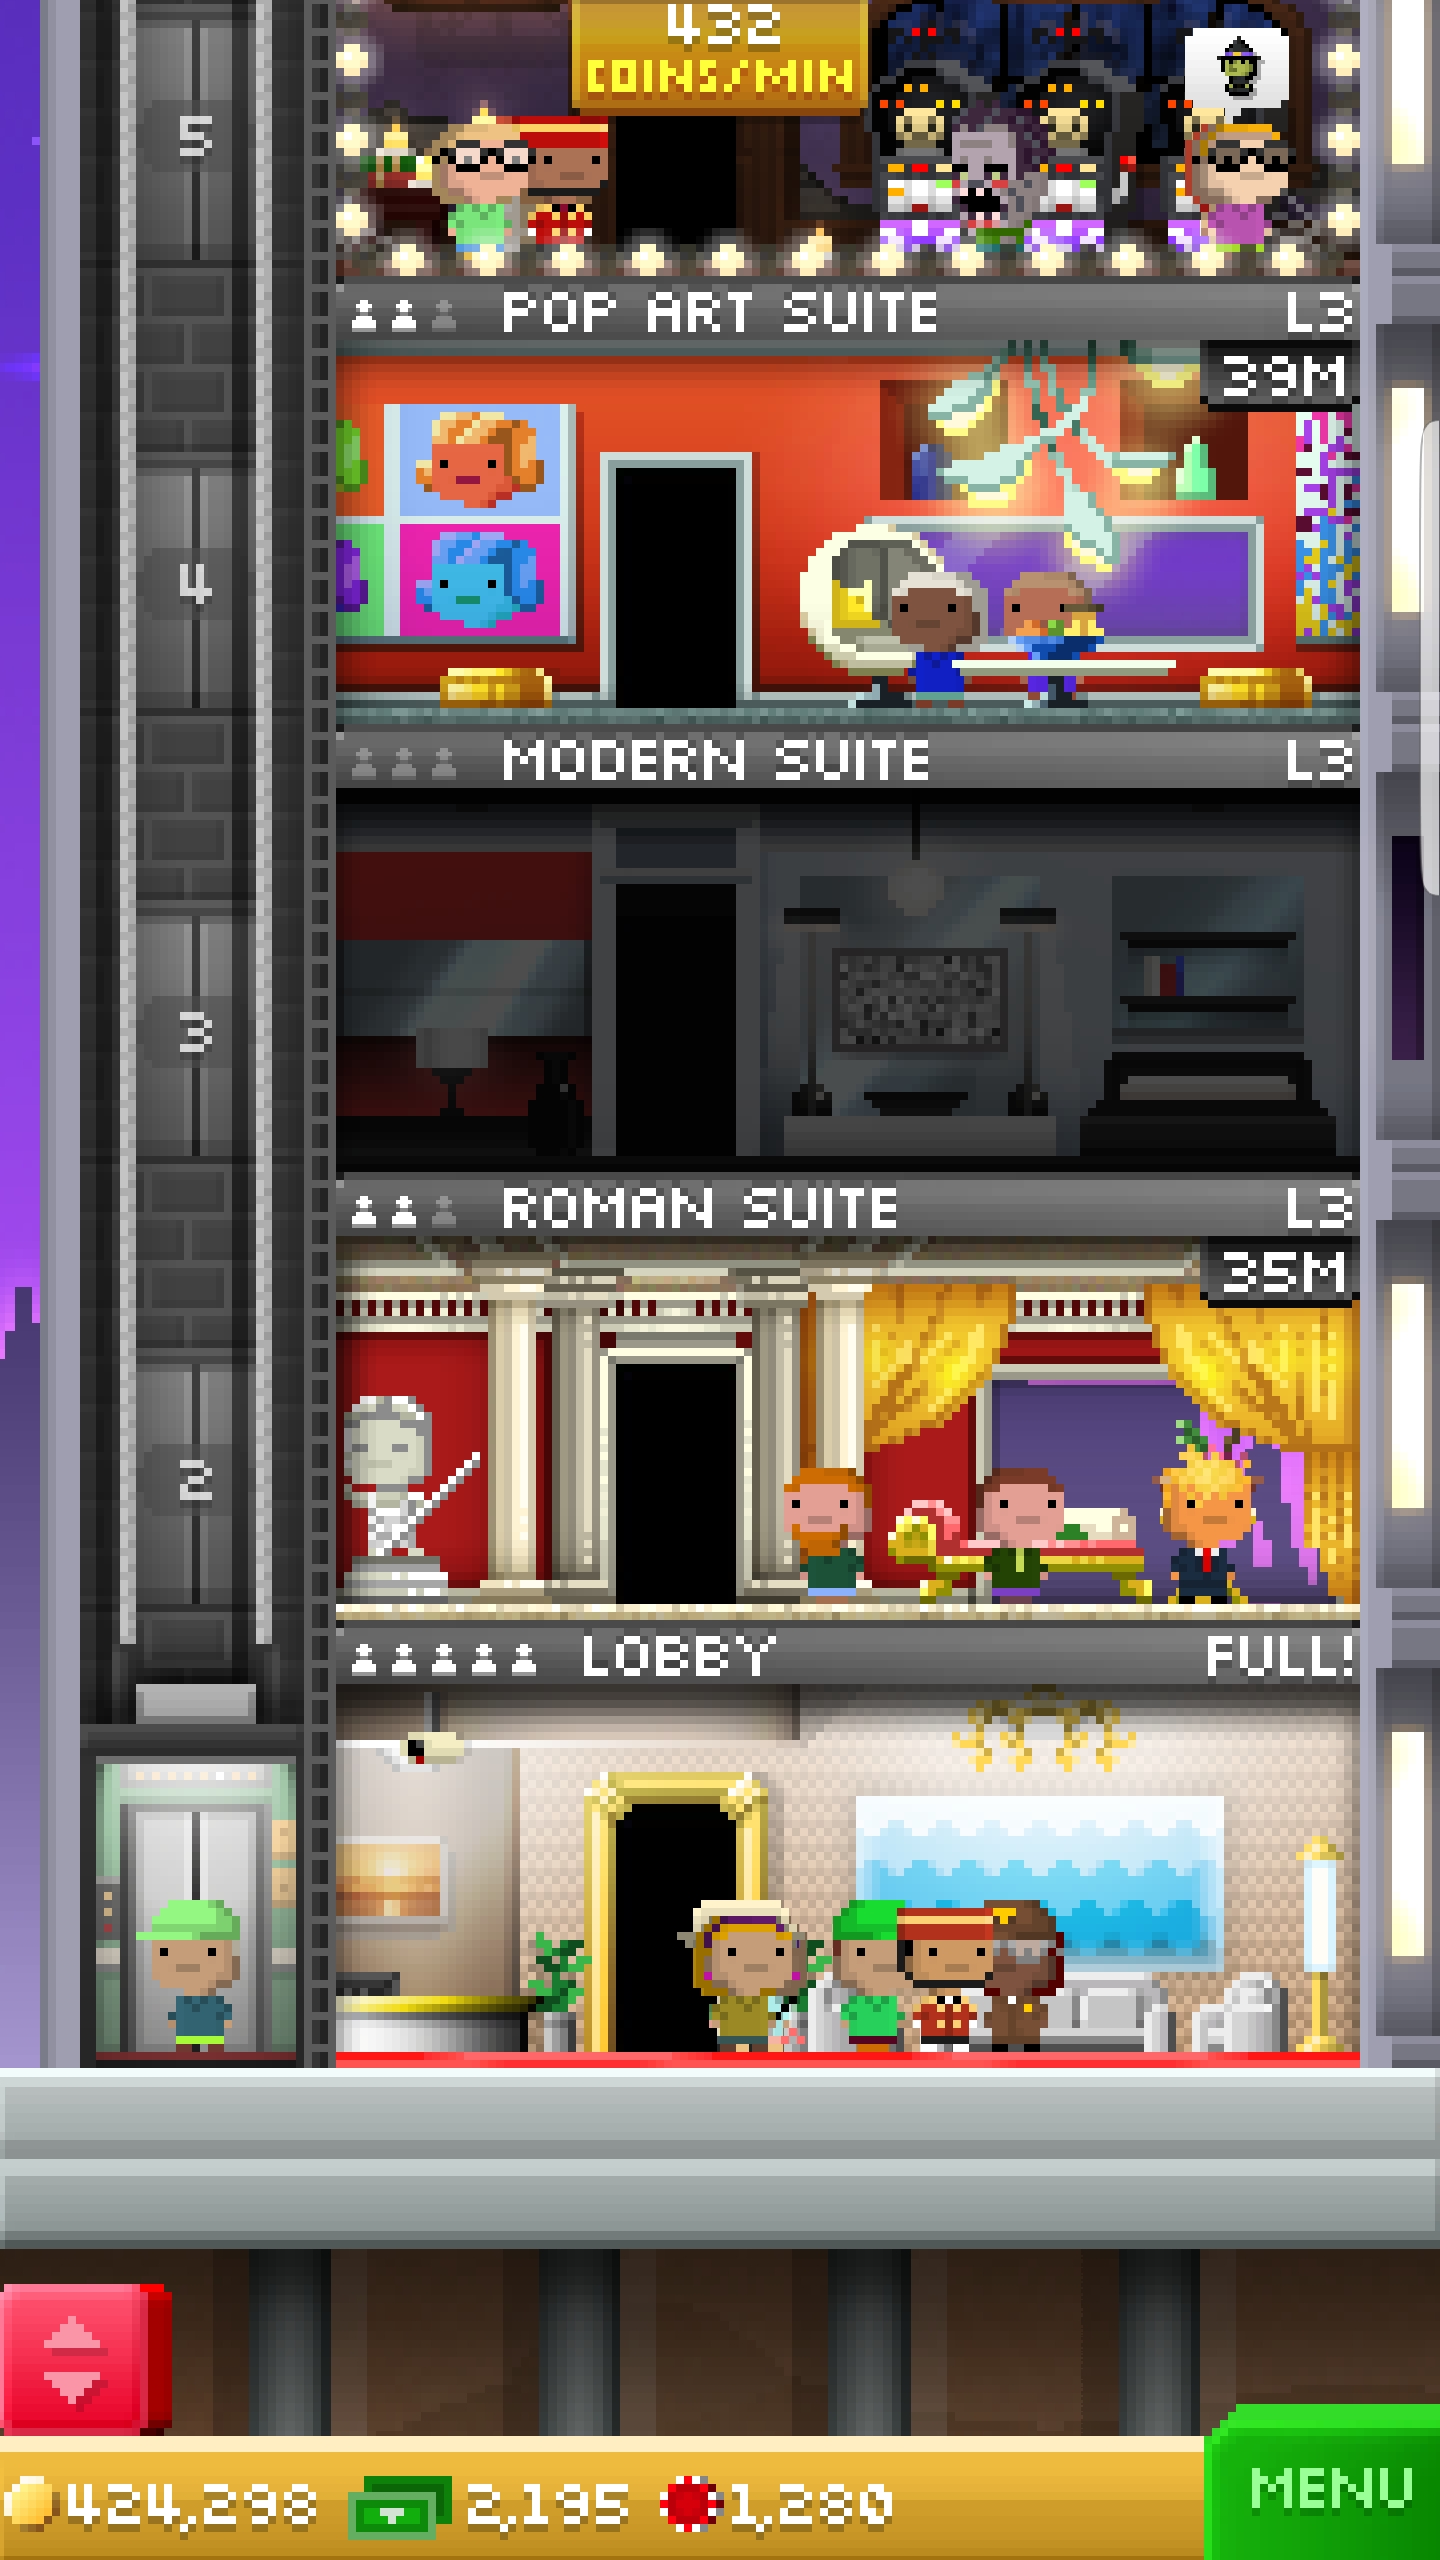 432
COINS/MIN
5
POP ART SUITE L3
39M
4
MODERN SUITE L3
3
ROMAN SUITE L3
35M
2
LOBBY FULL!
424,298 2,195 1,280
MENU